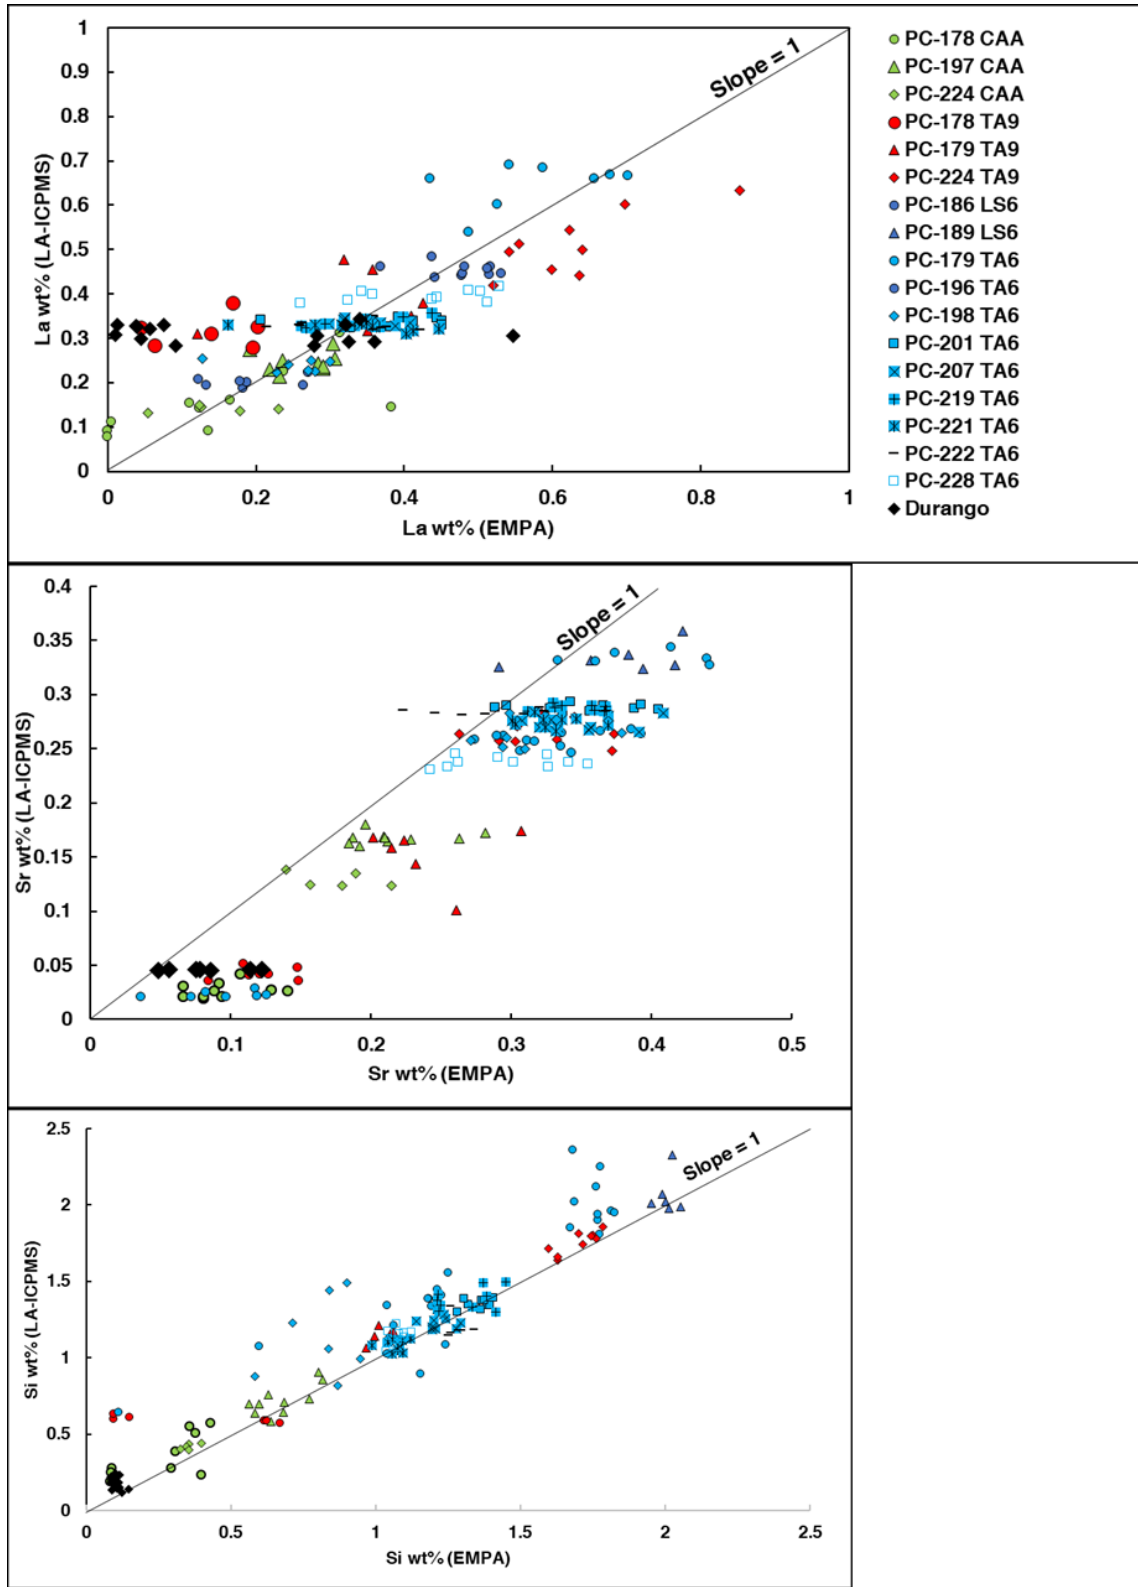 1
0.9
0.8
0.7
0.6
0.5
0.4
0.3
0.2
0.1
0
La wt% (LA-ICPMS)
Slope = 1
0 0.2 0.4 0.6 0.8 1
La wt% (EMPA)
PC-178 CAA
PC-197 CAA
PC-224 CAA
PC-178 TA9
PC-179 TA9
PC-224 TA9
PC-186 LS6
PC-189 LS6
PC-179 TA6
PC-196 TA6
PC-198 TA6
PC-201 TA6
PC-207 TA6
PC-219 TA6
PC-221 TA6
PC-222 TA6
PC-228 TA6
Durango
0.4
0.35
0.3
0.25
0.2
0.15
0.1
0.05
0
Sr wt% (LA-ICPMS)
Slope = 1
0 0.1 0.2 0.3 0.4 0.5
Sr wt% (EMPA)
2.5
2
1.5
1
0.5
0
Si wt% (LA-ICPMS)
Slope = 1
0 0.5 1 1.5 2 2.5
Si wt% (EMPA)